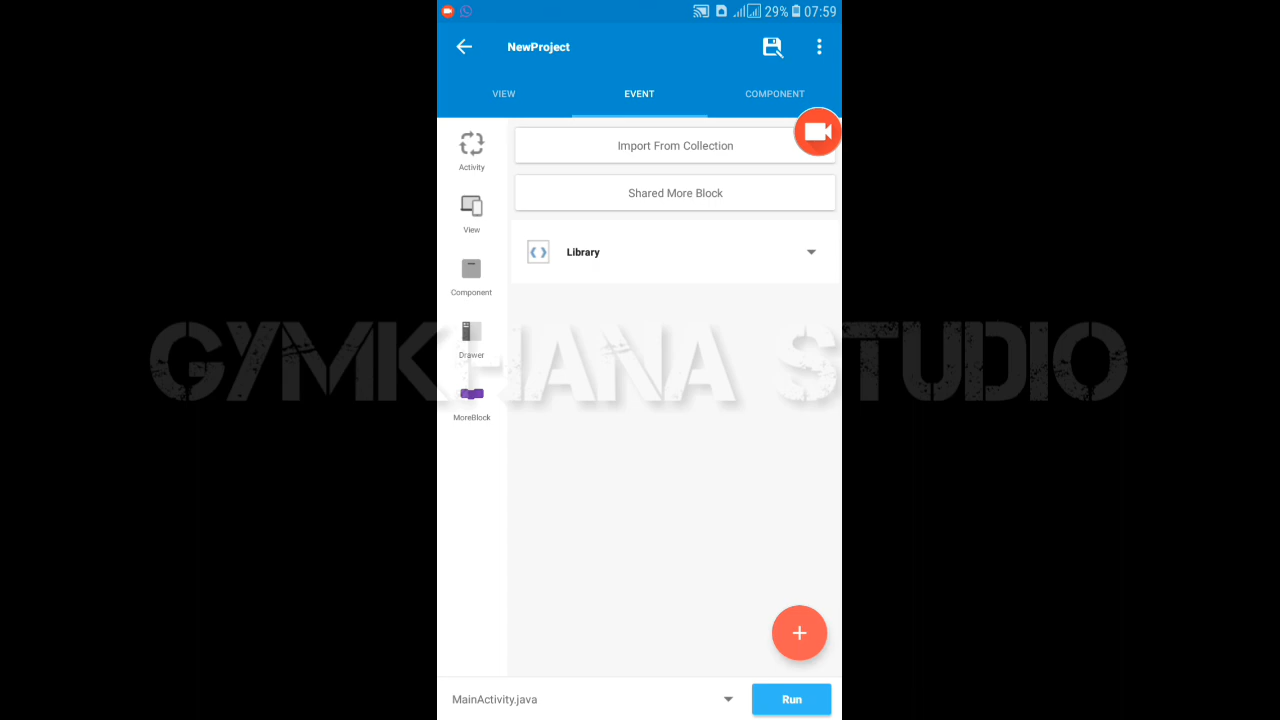 29% 07:59
NewProject
VIEW EVENT COMPONENT
Activity
Import From Collection
Shared More Block
View
Library
Component
Drawer
GYMKHANA STUDIO
MoreBlock
+
MainActivity.java
Run